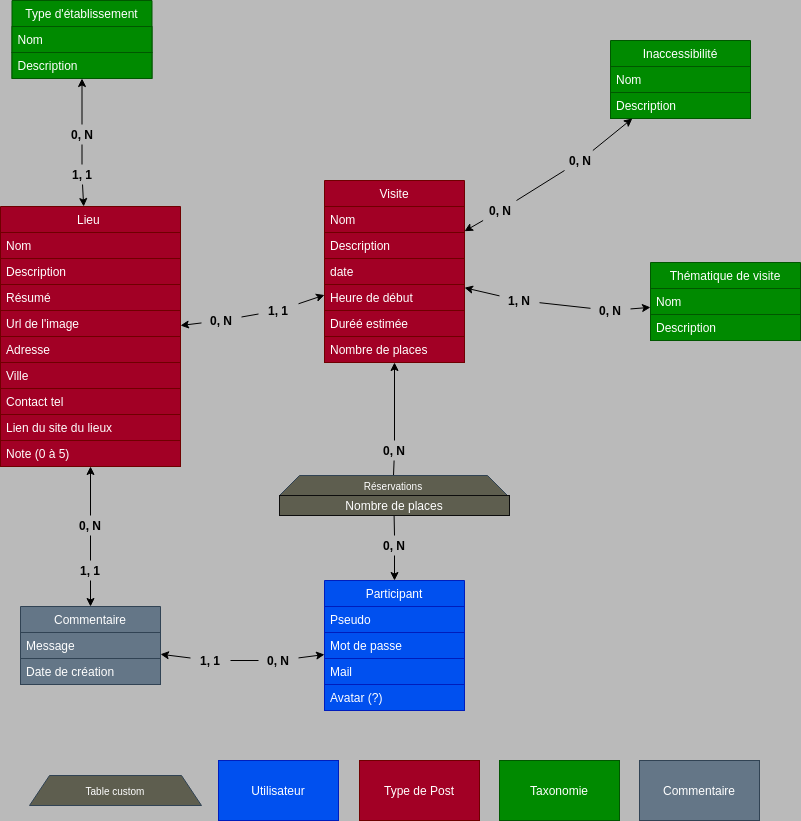 Type d'établissement
Nom
Description
0, N
1, 1
Lieu
Nom
Description
Résumé
Url de l'image
Adresse
Ville
Contact tel
Lien du site du lieux
Note (0 à 5)
0, N
1, 1
Visite
Nom
Description
date
Heure de début
Duréé estimée
Nombre de places
0, N
0, N
Inaccessibilité
Nom
Description
1, N
0, N
Thématique de visite
Nom
Description
0, N
Réservations
Nombre de places
0, N
0, N
1, 1
Commentaire
Message
Date de création
1, 1
0, N
Participant
Pseudo
Mot de passe
Mail
Avatar (?)
Table custom
Utilisateur
Type de Post
Taxonomie
Commentaire